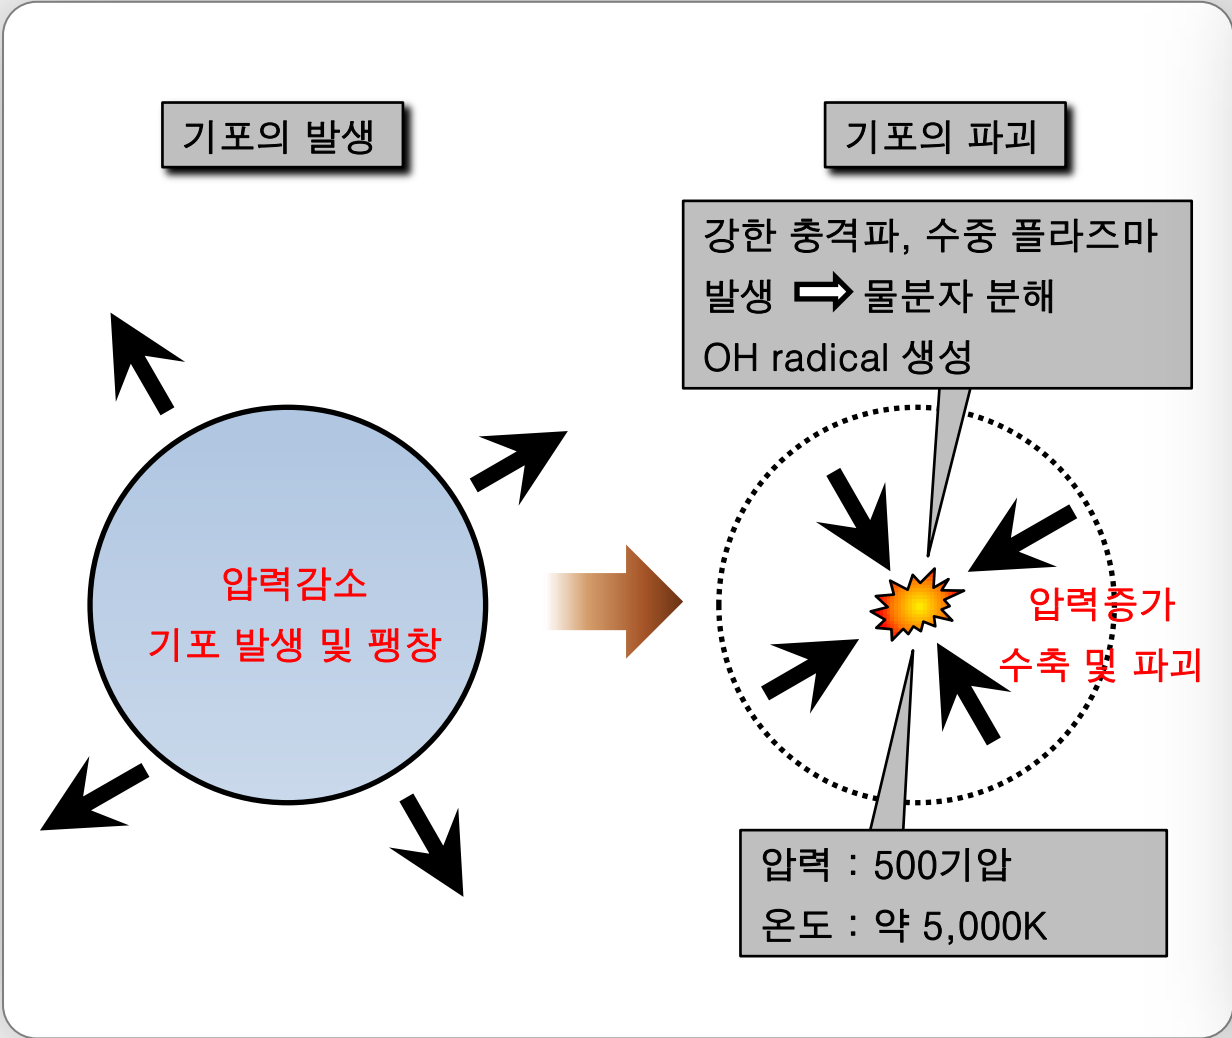 기포의 발생
압력감소
기포 발생 및 팽창
기포의 파괴
강한 충격파, 수중 플라즈마
발생 ⇨ 물분자 분해
OH radical 생성
압력증가
수축 및 파괴
압력 : 500기압
온도 : 약 5,000K